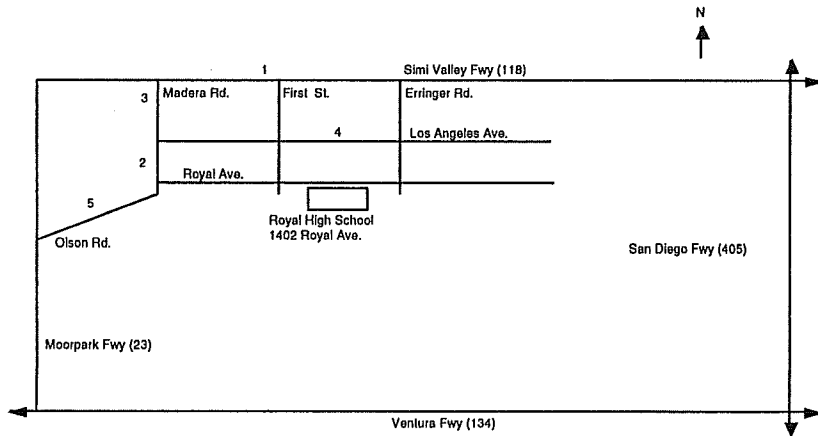 N
1
Simi Valley Fwy (118)
3
Madera Rd.
First St.
Erringer Rd.
4
Los Angeles Ave.
2
Royal Ave.
5
Royal High School
1402 Royal Ave.
Olson Rd.
San Diego Fwy (405)
Moorpark Fwy (23)
Ventura Fwy (134)